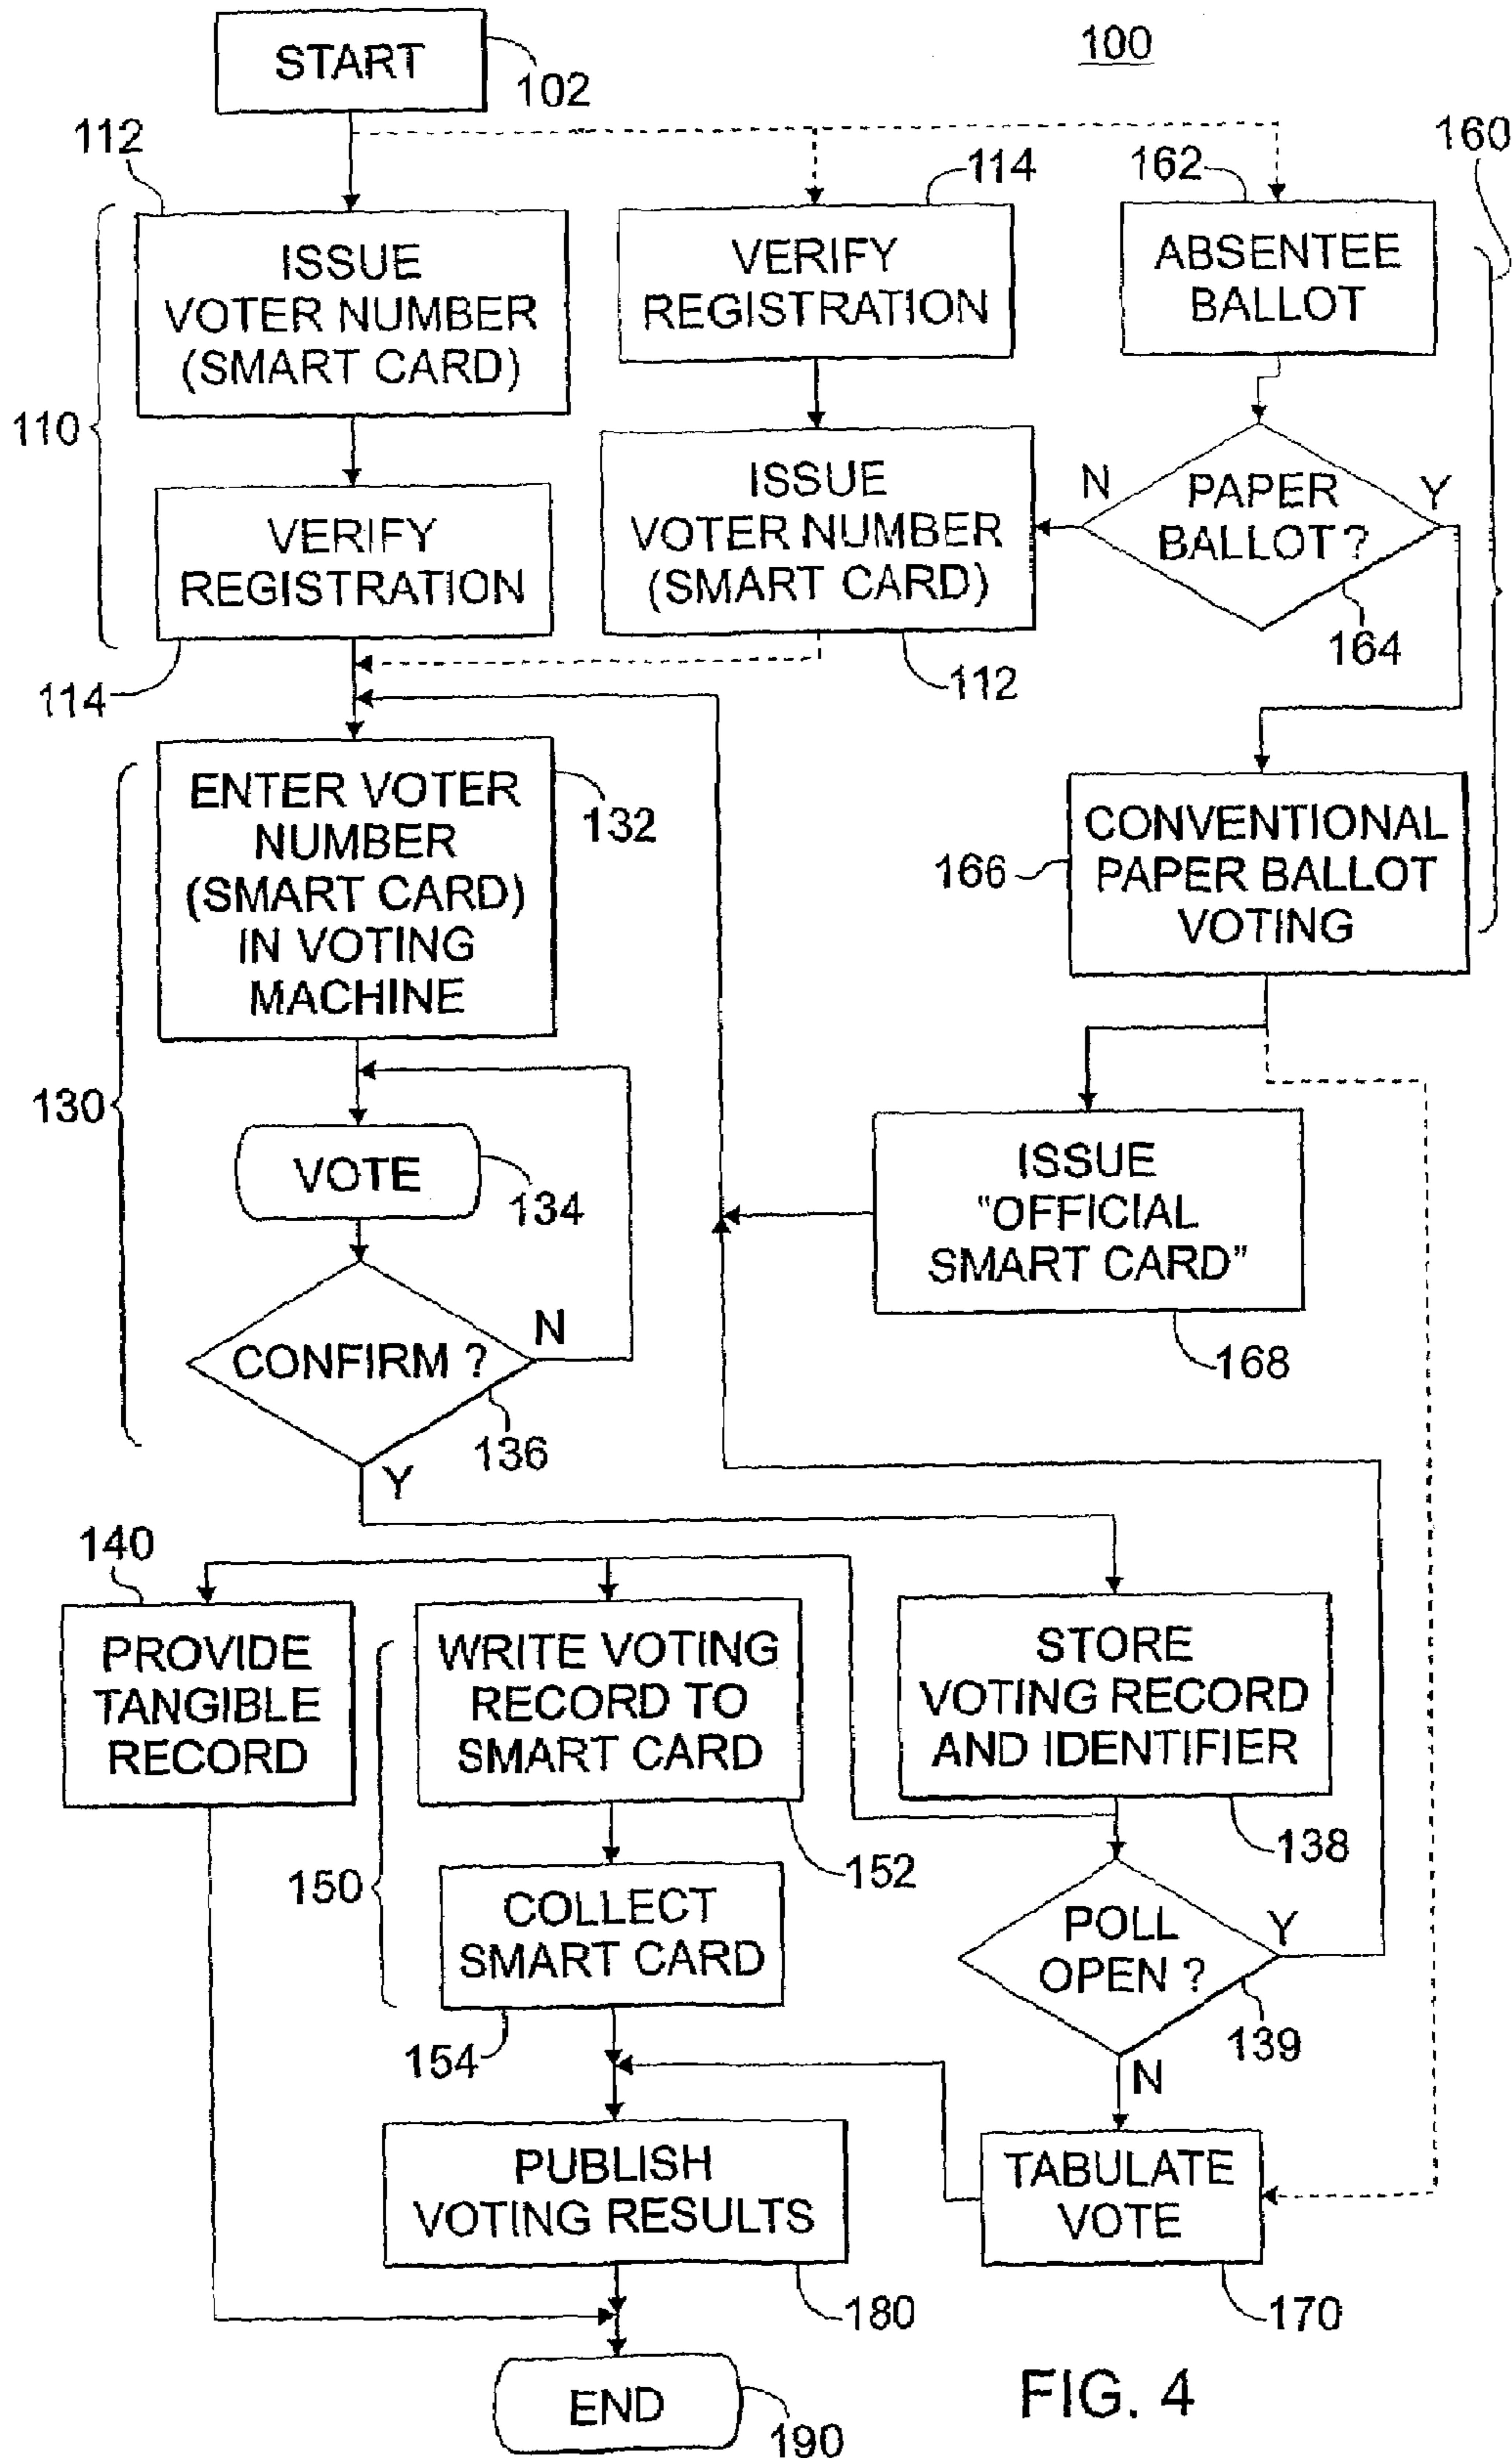 START
102
100
112
114
162
160
ISSUE
VOTER NUMBER
(SMART CARD)
VERIFY
REGISTRATION
ABSENTEE
BALLOT
110
VERIFY
REGISTRATION
114
ISSUE
VOTER NUMBER
(SMART CARD)
112
N
PAPER
BALLOT ?
Y
164
ENTER VOTER
NUMBER
(SMART CARD)
IN VOTING
MACHINE
132
166
CONVENTIONAL
PAPER BALLOT
VOTING
130
VOTE
134
ISSUE
"OFFICIAL
SMART CARD"
168
CONFIRM ?
N
136
Y
140
PROVIDE
TANGIBLE
RECORD
WRITE VOTING
RECORD TO
SMART CARD
152
STORE
VOTING RECORD
AND IDENTIFIER
138
150
COLLECT
SMART CARD
154
POLL
OPEN ?
Y
139
N
PUBLISH
VOTING RESULTS
180
TABULATE
VOTE
170
END
190
FIG. 4